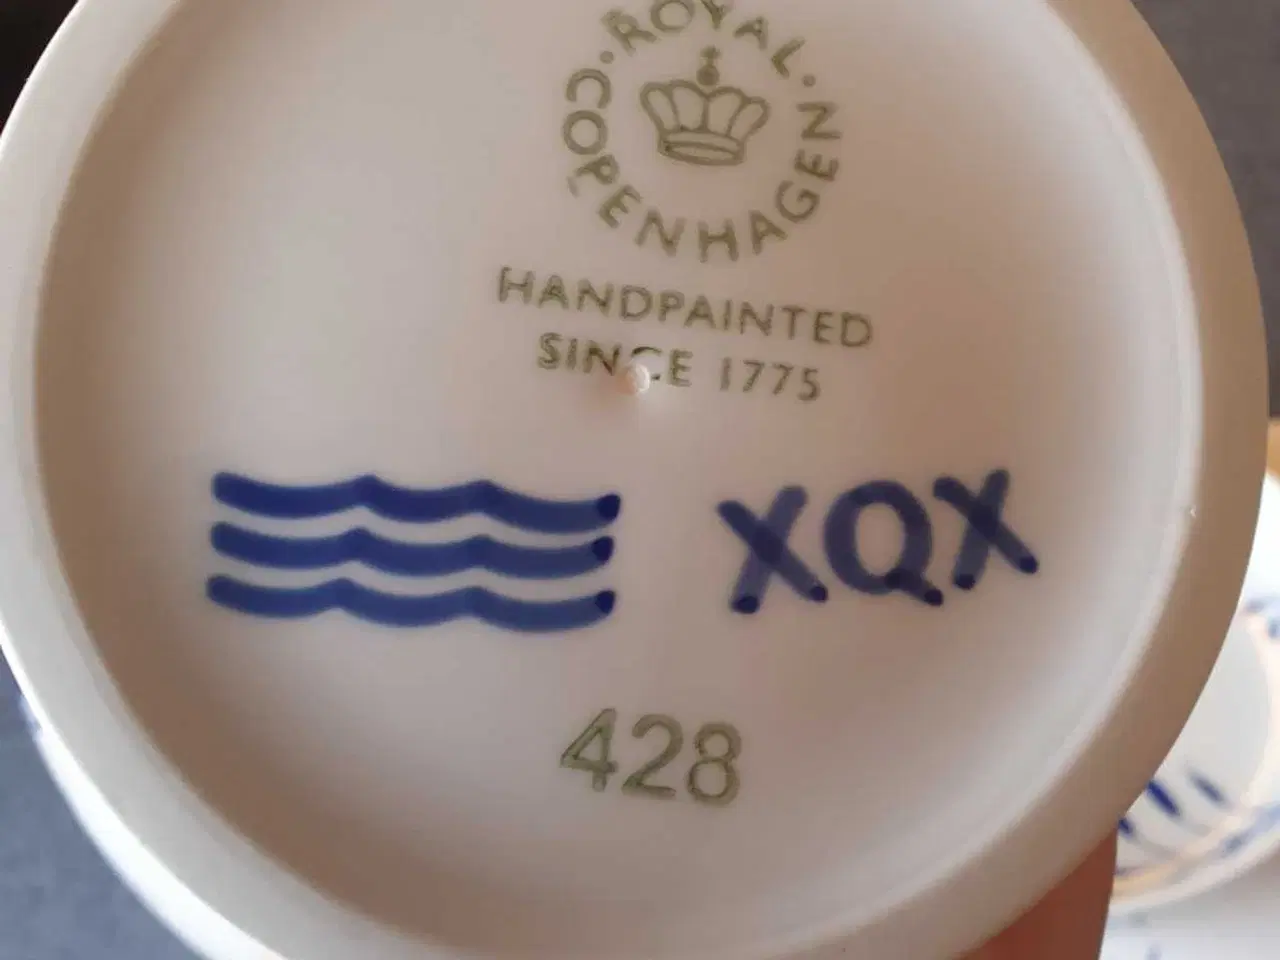 ROYAL
COPENHAGEN
HANDPAINTED
SINCE 1775
XQX
428